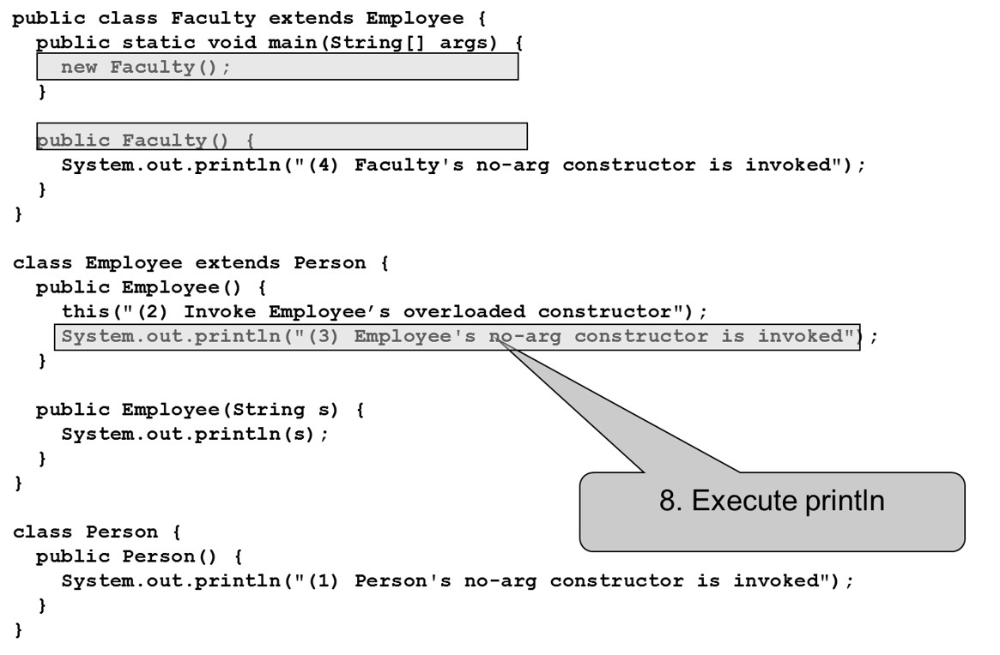 public class Faculty extends Employee {
  public static void main(String[] args) {
    new Faculty();
  }

  public Faculty() {
    System.out.println("(4) Faculty's no-arg constructor is invoked");
  }
}

class Employee extends Person {
  public Employee() {
    this("(2) Invoke Employee’s overloaded constructor");
    System.out.println("(3) Employee's no-arg constructor is invoked");
  }

  public Employee(String s) {
    System.out.println(s);
  }
}

8. Execute println

class Person {
  public Person() {
    System.out.println("(1) Person's no-arg constructor is invoked");
  }
}